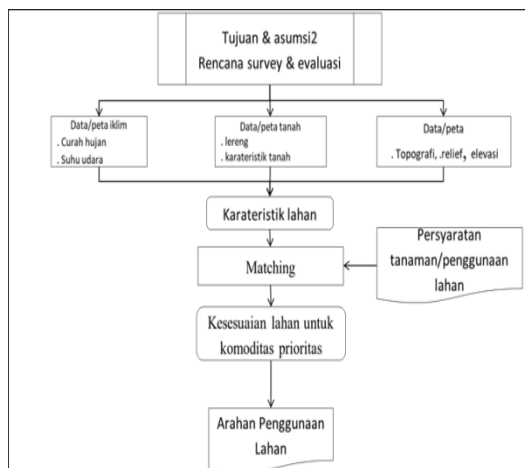 Tujuan & asumsi2
Rencana survey & evaluasi
Data/peta iklim
. Curah hujan
. Suhu udara
Data/peta tanah
. lereng
. karateristik tanah
Data/peta
. Topografi, .relief, elevasi
Karateristik lahan
Matching
Persyaratan
tanaman/penggunaan
lahan
Kesesuaian lahan untuk
komoditas prioritas
Arahan Penggunaan
Lahan